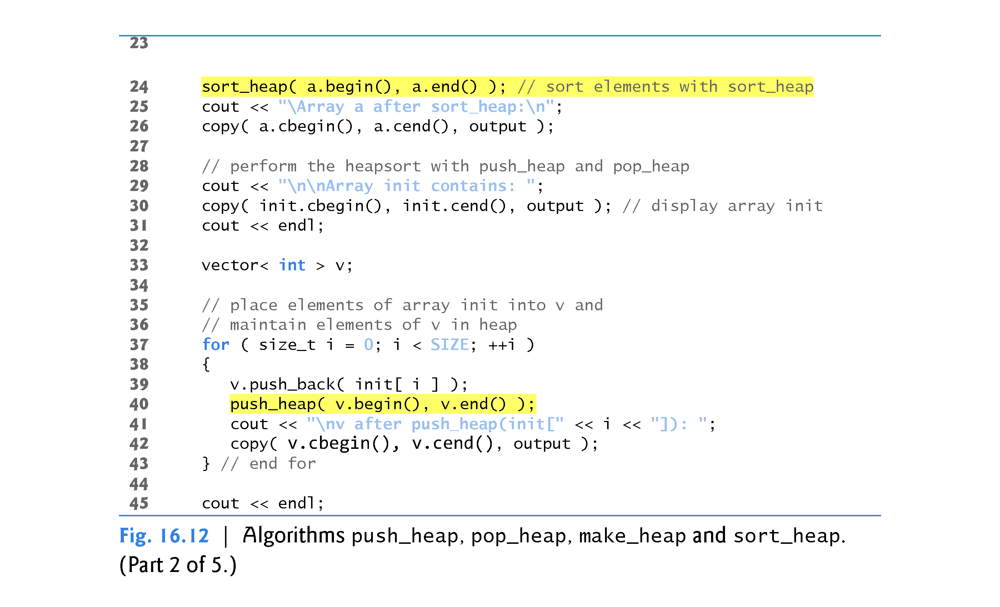 23
24 sort_heap( a.begin(), a.end() ); // sort elements with sort_heap
25 cout << "\Array a after sort_heap:\n";
26 copy( a.cbegin(), a.cend(), output );
27
28 // perform the heapsort with push_heap and pop_heap
29 cout << "\n\nArray init contains: ";
30 copy( init.cbegin(), init.cend(), output ); // display array init
31 cout << endl;
32
33 vector< int > v;
34
35 // place elements of array init into v and
36 // maintain elements of v in heap
37 for ( size_t i = 0; i < SIZE; ++i )
38 {
39 v.push_back( init[ i ] );
40 push_heap( v.begin(), v.end() );
41 cout << "\nv after push_heap(init[" << i << "]): ";
42 copy( v.cbegin(), v.cend(), output );
43 } // end for
44
45 cout << endl;
Fig. 16.12 | Algorithms push_heap, pop_heap, make_heap and sort_heap.
(Part 2 of 5.)